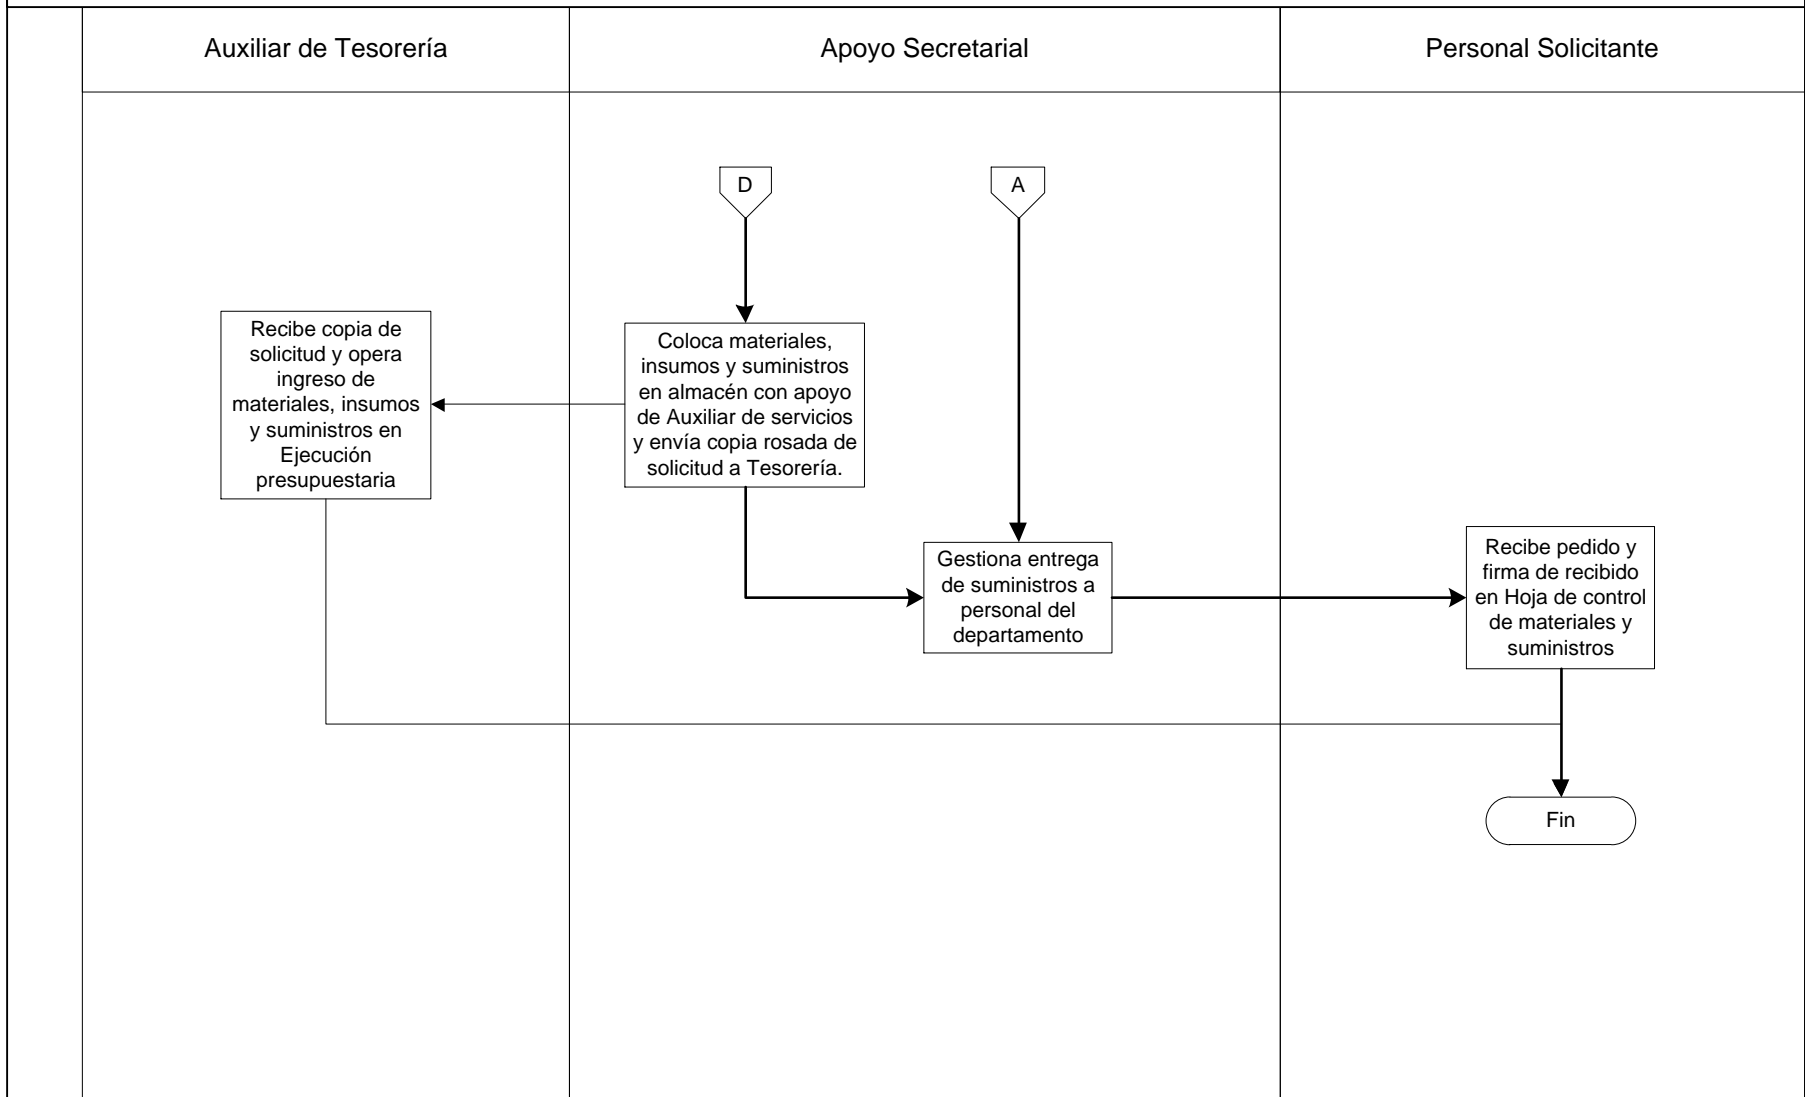 Auxiliar de Tesorería
Apoyo Secretarial
Personal Solicitante
D
A
Recibe copia de
solicitud y opera
ingreso de
materiales, insumos
y suministros en
Ejecución
presupuestaria
Coloca materiales,
insumos y suministros
en almacén con apoyo
de Auxiliar de servicios
y envía copia rosada de
solicitud a Tesorería.
Gestiona entrega
de suministros a
personal del
departamento
Recibe pedido y
firma de recibido
en Hoja de control
de materiales y
suministros
Fin